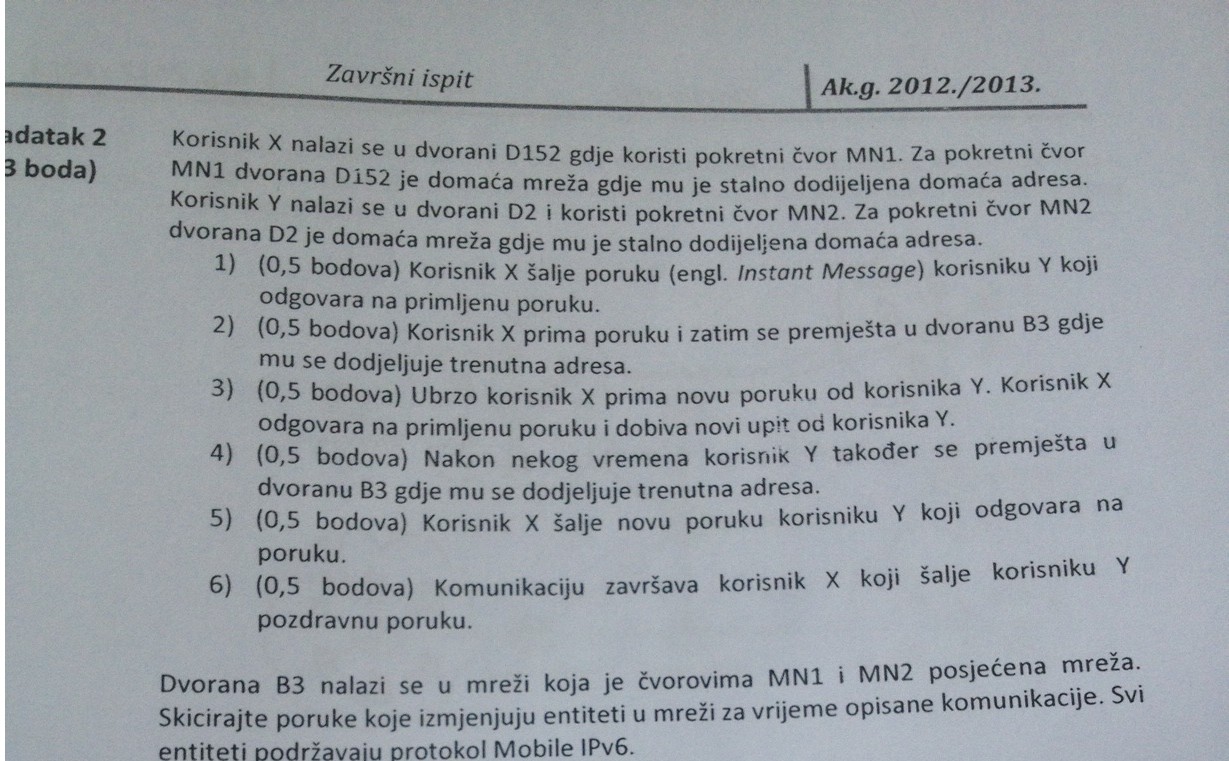 Završni ispit
Ak.g. 2012./2013.
adatak 2
3 boda)
Korisnik X nalazi se u dvorani D152 gdje koristi pokretni čvor MN1. Za pokretni čvor
MN1 dvorana D152 je domaća mreža gdje mu je stalno dodijeljena domaća adresa.
Korisnik Y nalazi se u dvorani D2 i koristi pokretni čvor MN2. Za pokretni čvor MN2
dvorana D2 je domaća mreža gdje mu je stalno dodijeljena domaća adresa.
1) (0,5 bodova) Korisnik X šalje poruku (engl. Instant Message) korisniku Y koji
odgovara na primljenu poruku.
2) (0,5 bodova) Korisnik X prima poruku i zatim se premješta u dvoranu B3 gdje
mu se dodjeljuje trenutna adresa.
3) (0,5 bodova) Ubrzo korisnik X prima novu poruku od korisnika Y. Korisnik X
odgovara na primljenu poruku i dobiva novi upit od korisnika Y.
4) (0,5 bodova) Nakon nekog vremena korisnik Y također se premješta u
dvoranu B3 gdje mu se dodjeljuje trenutna adresa.
5) (0,5 bodova) Korisnik X šalje novu poruku korisniku Y koji odgovara na
poruku.
6) (0,5 bodova) Komunikaciju završava korisnik X koji šalje korisniku Y
pozdravnu poruku.
Dvorana B3 nalazi se u mreži koja je čvorovima MN1 i MN2 posjećena mreža.
Skicirajte poruke koje izmjenjuju entiteti u mreži za vrijeme opisane komunikacije. Svi
entiteti podržavaju protokol Mobile IPv6.